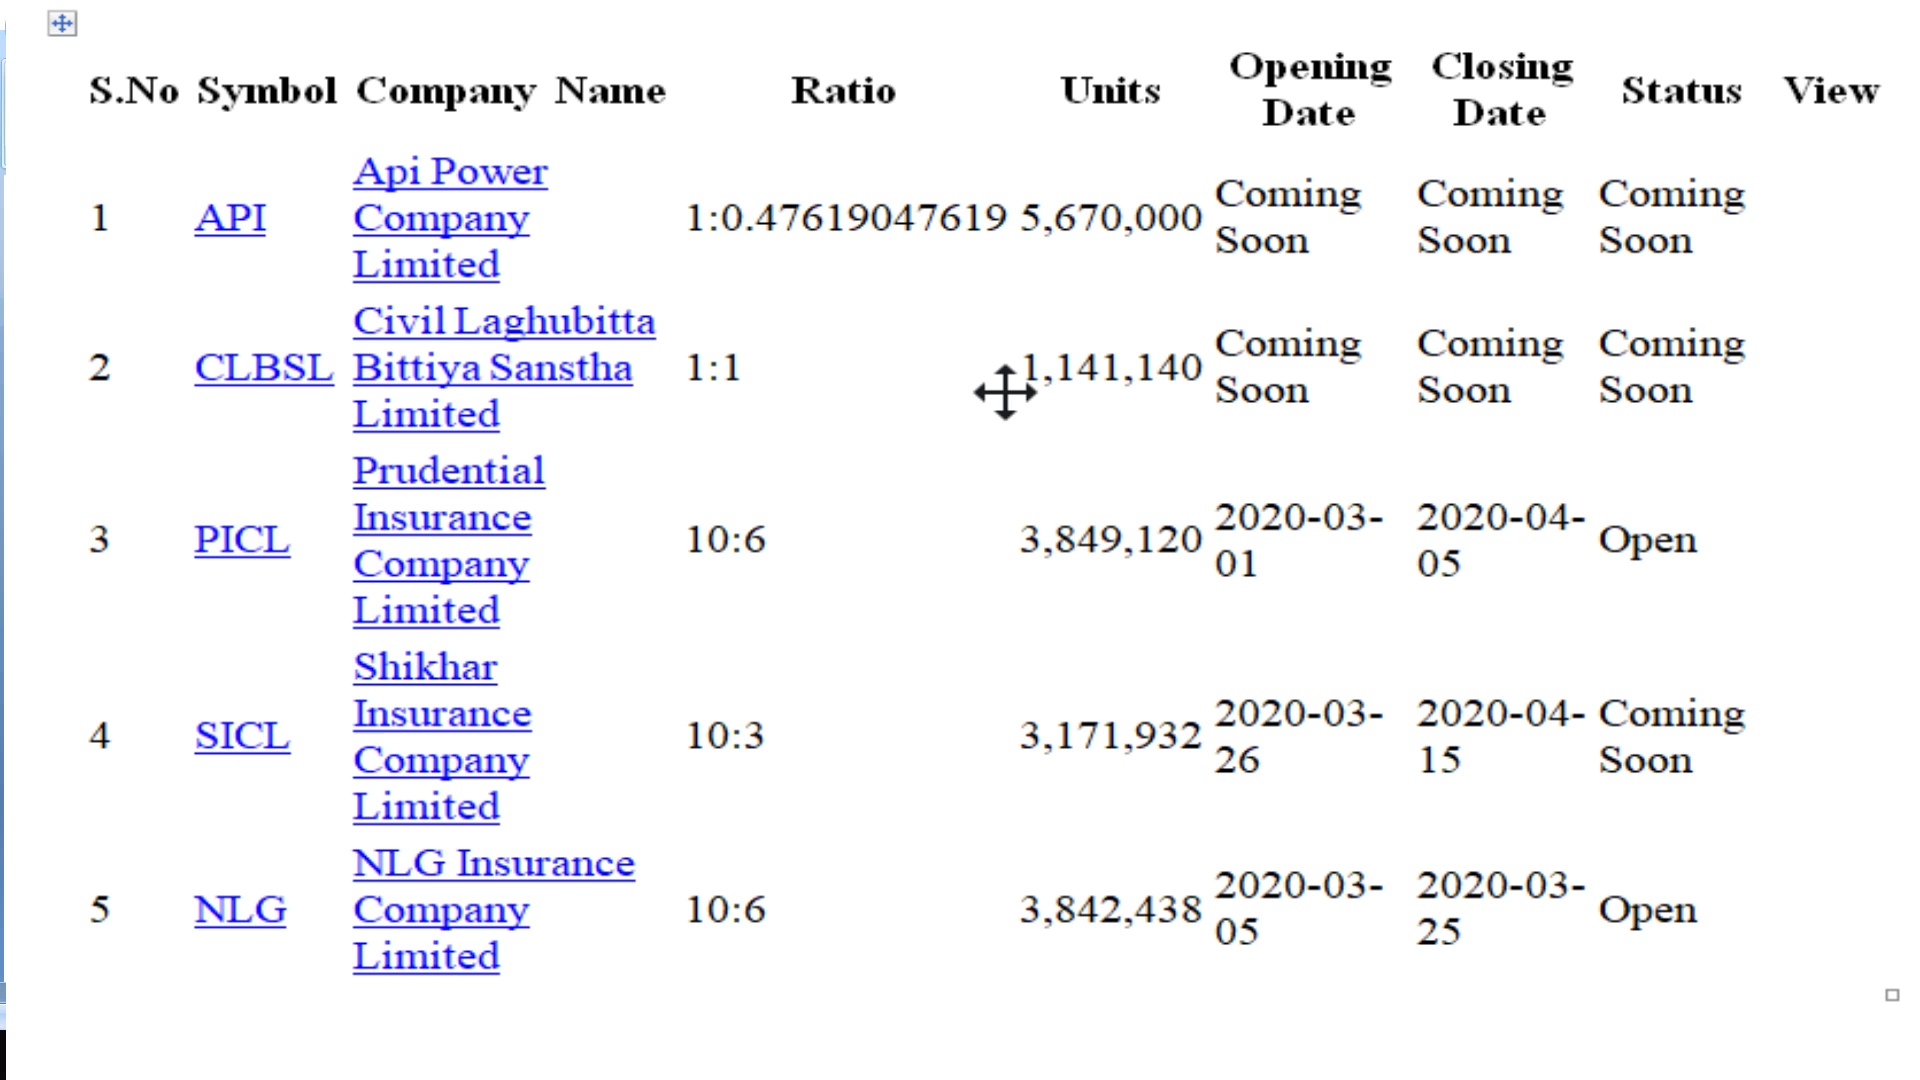 S.No Symbol Company Name Ratio Units Opening Date Closing Date Status View
1 API Api Power Company Limited 1:0.47619047619 5,670,000 Coming Soon Coming Soon Coming Soon
2 CLBSL Civil Laghubitta Bittiya Sanstha Limited 1:1 1,141,140 Coming Soon Coming Soon Coming Soon
3 PICL Prudential Insurance Company Limited 10:6 3,849,120 2020-03-01 2020-04-05 Open
4 SICL Shikhar Insurance Company Limited 10:3 3,171,932 2020-03-26 2020-04-15 Coming Soon
5 NLG NLG Insurance Company Limited 10:6 3,842,438 2020-03-05 2020-03-25 Open